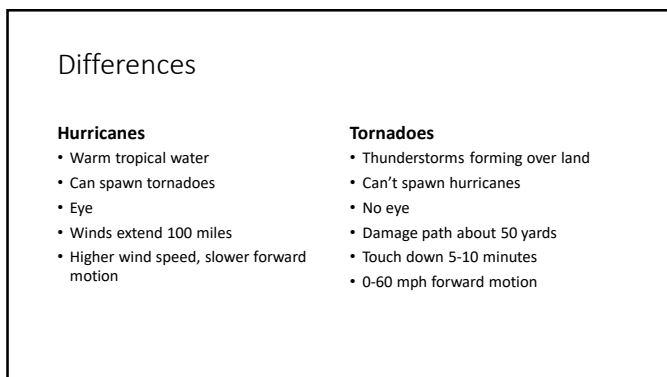 Differences
Hurricanes
• Warm tropical water
• Can spawn tornadoes
• Eye
• Winds extend 100 miles
• Higher wind speed, slower forward
motion
Tornadoes
• Thunderstorms forming over land
• Can’t spawn hurricanes
• No eye
• Damage path about 50 yards
• Touch down 5-10 minutes
• 0-60 mph forward motion